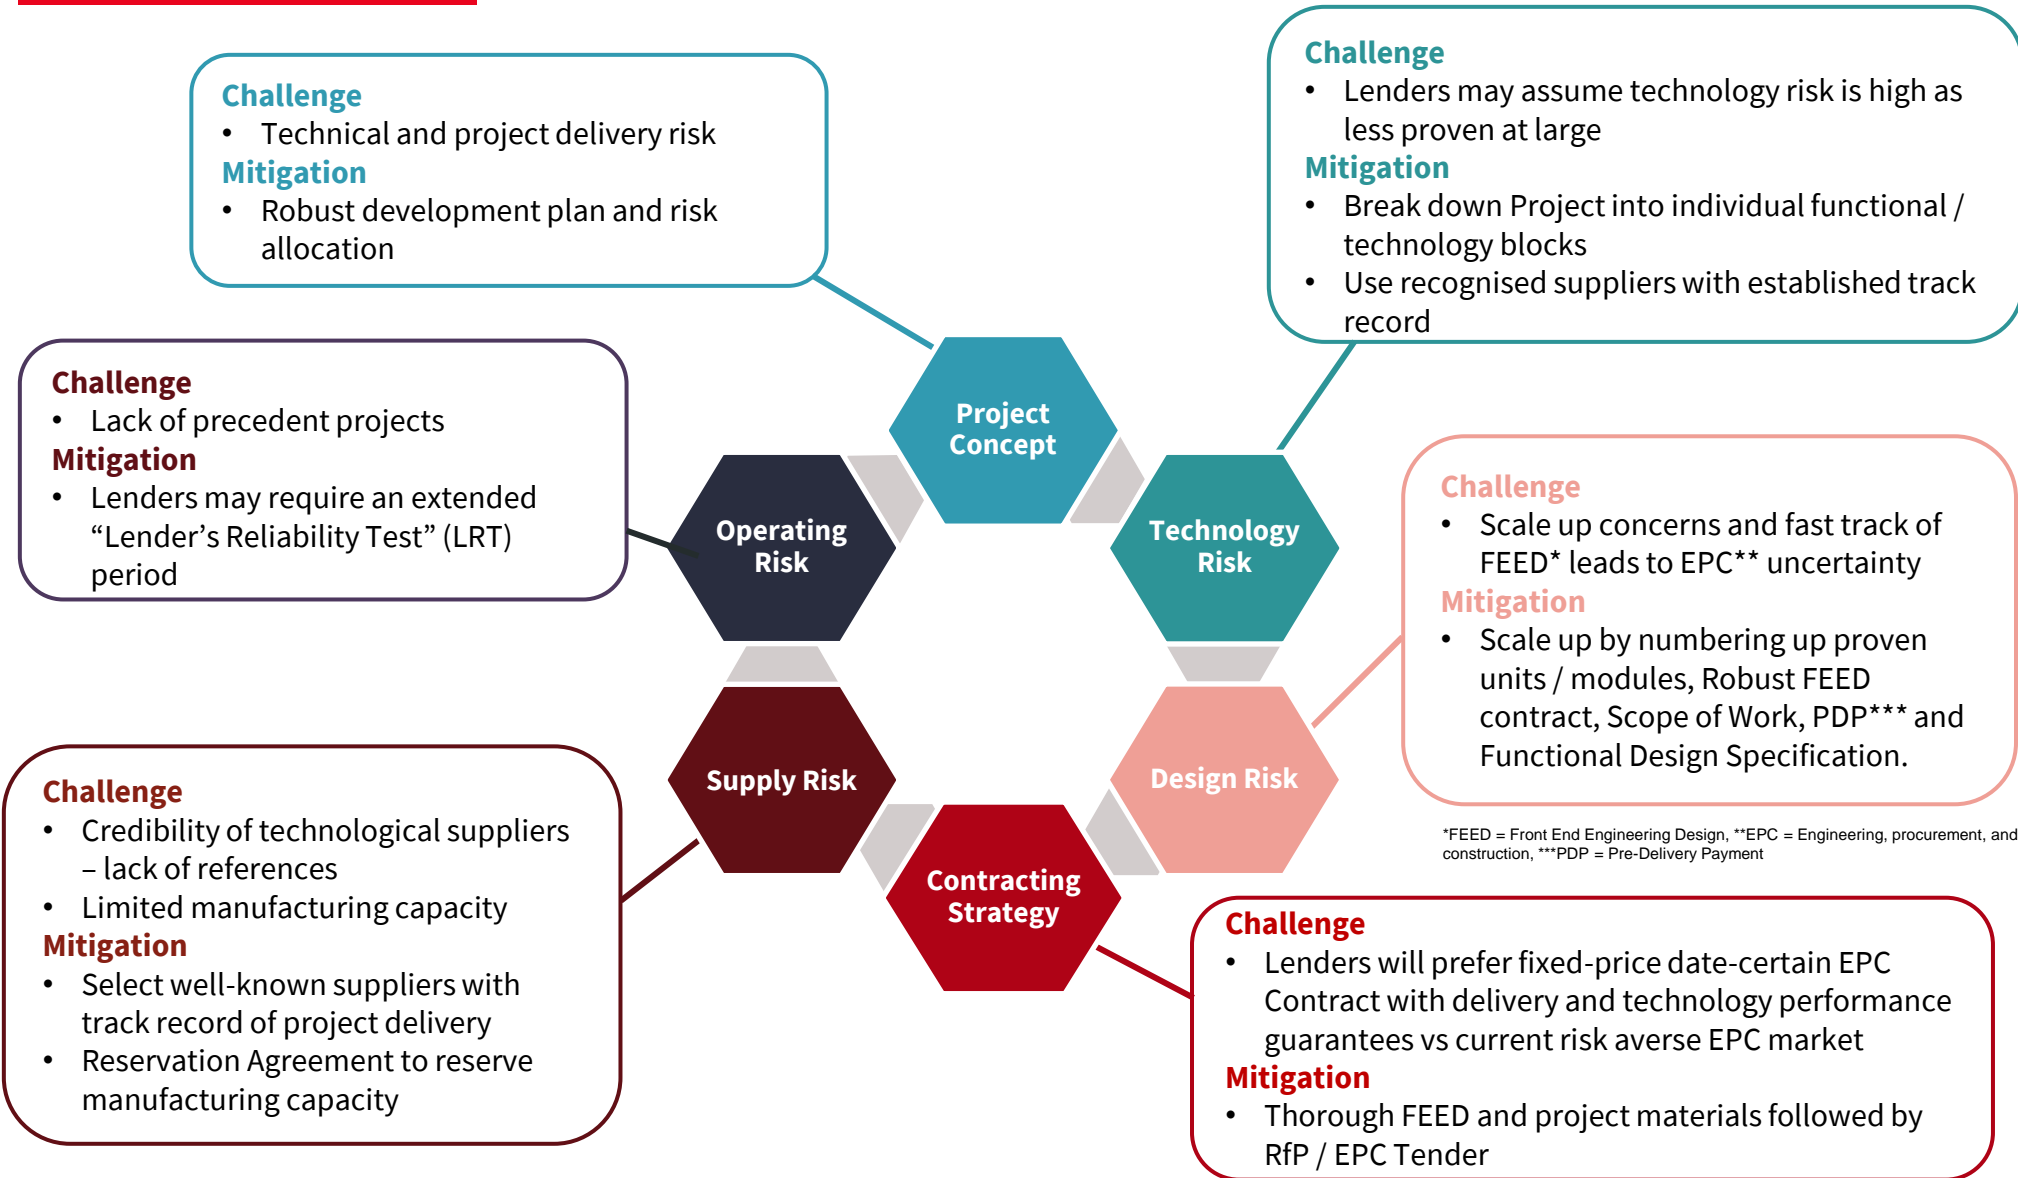 Challenge
• Technical and project delivery risk
Mitigation
• Robust development plan and risk
allocation
Challenge
• Lenders may assume technology risk is high as
less proven at large
Mitigation
• Break down Project into individual functional /
technology blocks
• Use recognised suppliers with established track
record
Challenge
• Lack of precedent projects
Mitigation
• Lenders may require an extended
“Lender’s Reliability Test” (LRT)
period
Project
Concept
Operating
Risk
Technology
Risk
Challenge
• Scale up concerns and fast track of
FEED* leads to EPC** uncertainty
Mitigation
• Scale up by numbering up proven
units / modules, Robust FEED
contract, Scope of Work, PDP*** and
Functional Design Specification.
Supply Risk
Design Risk
Contracting
Strategy
*FEED = Front End Engineering Design, **EPC = Engineering, procurement, and
construction, ***PDP = Pre-Delivery Payment
Challenge
• Credibility of technological suppliers
– lack of references
• Limited manufacturing capacity
Mitigation
• Select well-known suppliers with
track record of project delivery
• Reservation Agreement to reserve
manufacturing capacity
Challenge
• Lenders will prefer fixed-price date-certain EPC
Contract with delivery and technology performance
guarantees vs current risk averse EPC market
Mitigation
• Thorough FEED and project materials followed by
RfP / EPC Tender